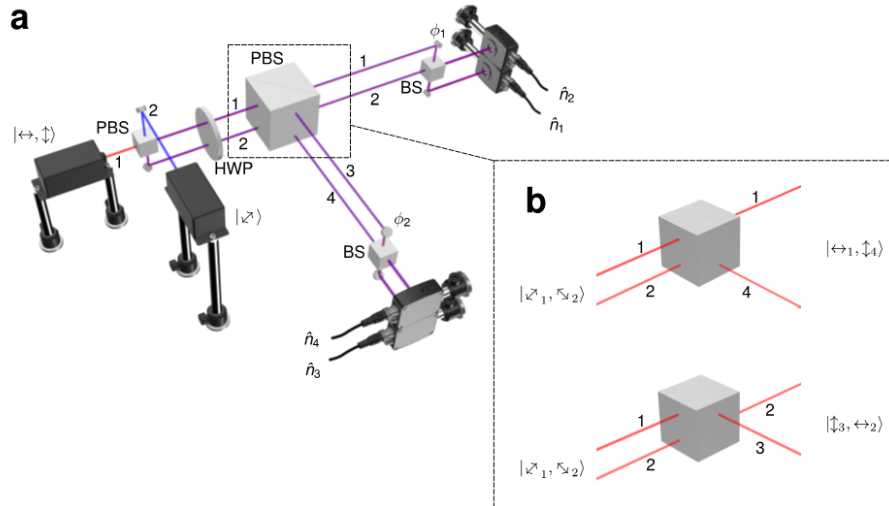 a
ϕ₁
PBS
1
2
BS
n̂₂
n̂₁
|↔,↕⟩
PBS
2
1
1
2
HWP
3
4
|⤢⟩
ϕ₂
BS
n̂₄
n̂₃
b
1
1
2
|⤢₁,⤡₂⟩
4
|↔₁,↕₄⟩
1
2
|⤢₁,⤡₂⟩
2
3
|↕₃,↔₂⟩